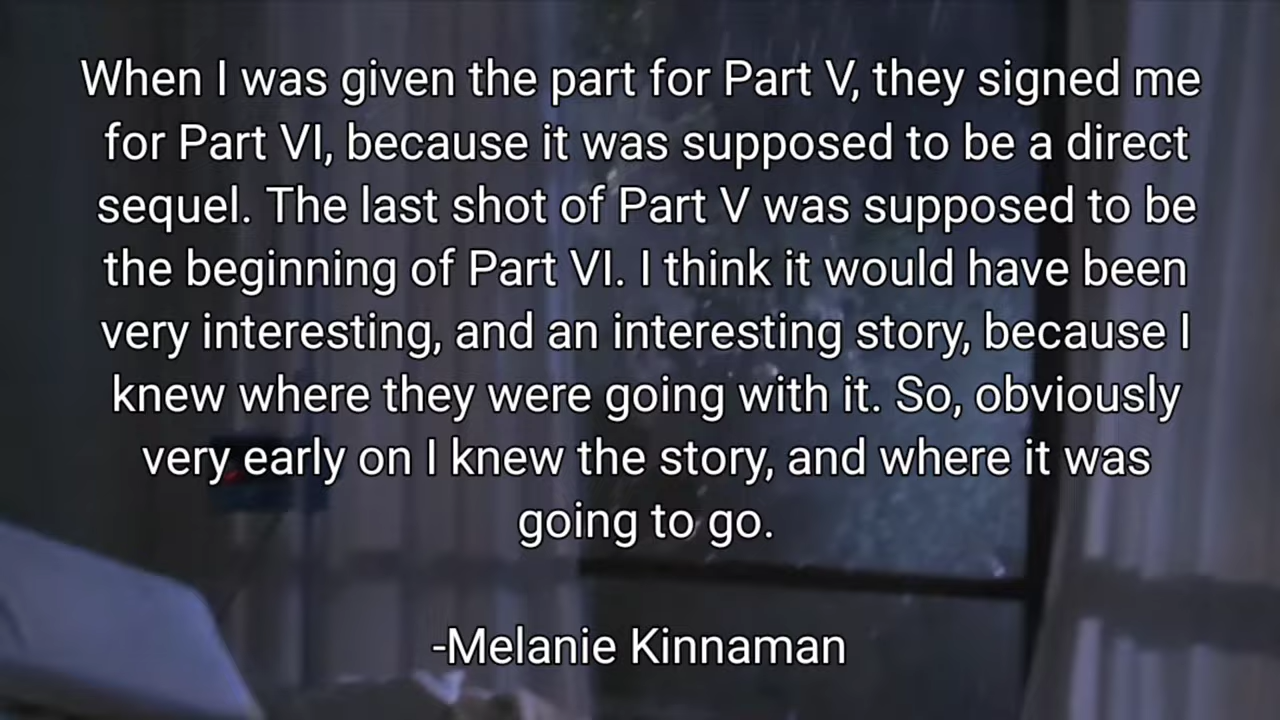 When I was given the part for Part V, they signed me
for Part VI, because it was supposed to be a direct
sequel. The last shot of Part V was supposed to be
the beginning of Part VI. I think it would have been
very interesting, and an interesting story, because I
knew where they were going with it. So, obviously
very early on I knew the story, and where it was
going to go.
-Melanie Kinnaman